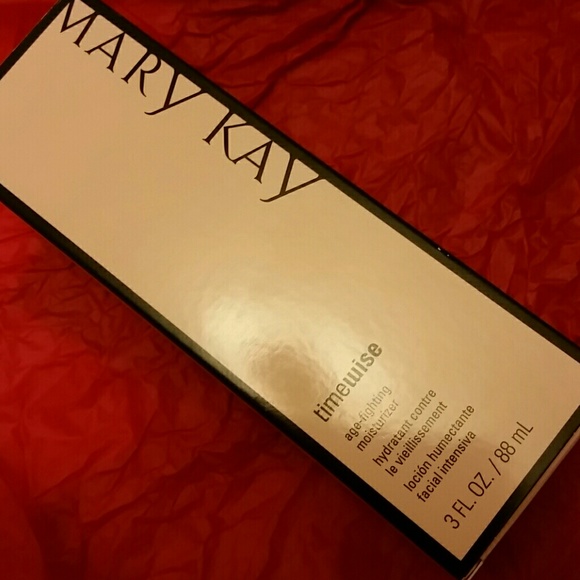 MARY KAY
timewise
age-fighting
moisturizer
hydratant contre
le vieillissement
loción humectante
facial intensiva
3 FL. OZ. / 88 mL